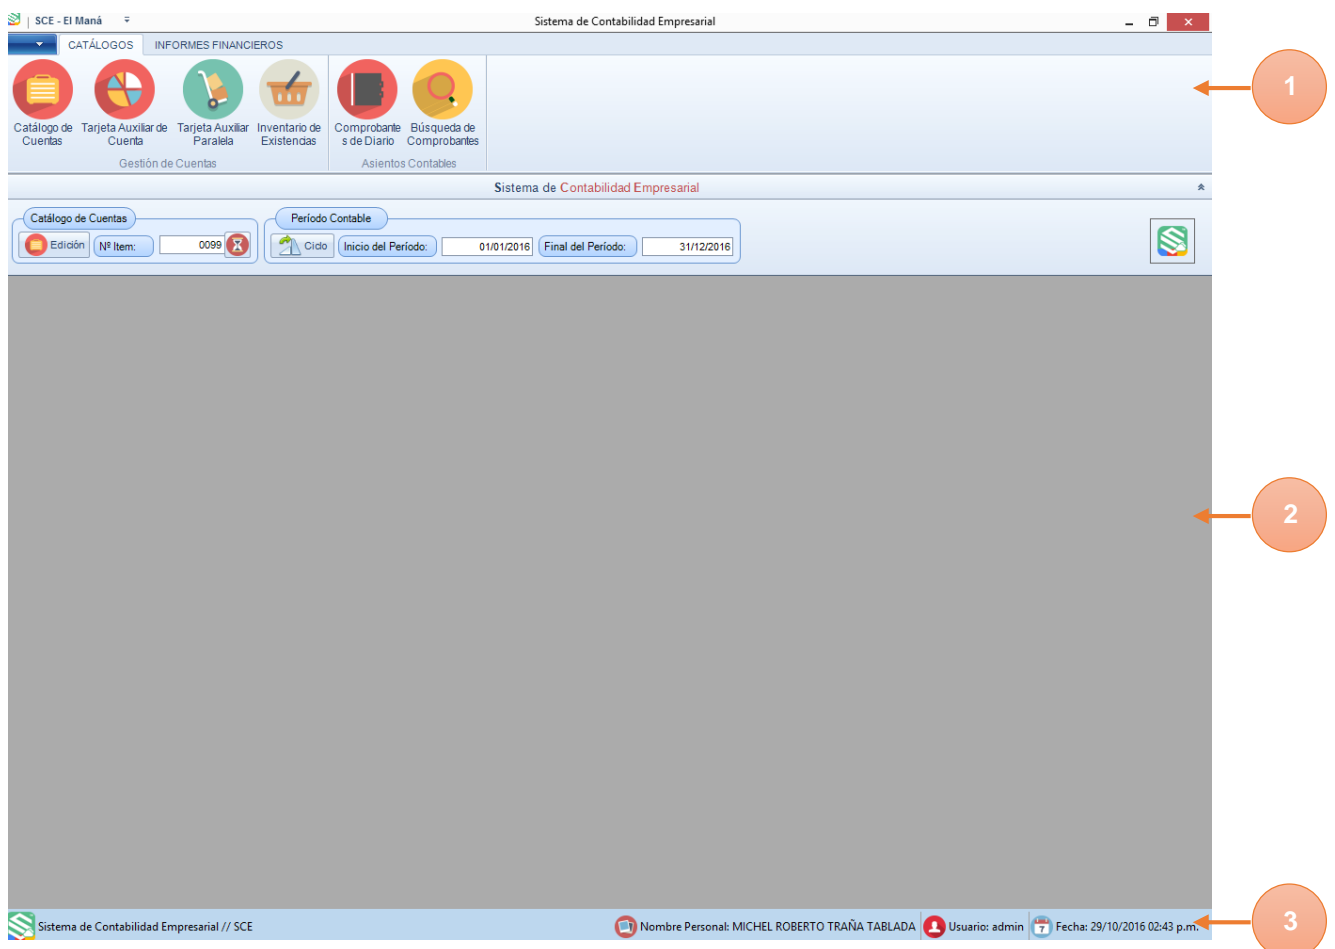 | SCE - El Maná
Sistema de Contabilidad Empresarial
CATÁLOGOS INFORMES FINANCIEROS
Catálogo de Cuentas
Tarjeta Auxiliar de Cuenta
Tarjeta Auxiliar Paralela
Inventario de Existencias
Comprobante s de Diario
Búsqueda de Comprobantes
Gestión de Cuentas
Asientos Contables
1
Sistema de Contabilidad Empresarial
Catálogo de Cuentas
Edición Nº Item: 0099
Período Contable
Ciclo Inicio del Período: 01/01/2016 Final del Período: 31/12/2016
2
Sistema de Contabilidad Empresarial // SCE
Nombre Personal: MICHEL ROBERTO TRAÑA TABLADA
Usuario: admin
7
Fecha: 29/10/2016 02:43 p.m.
3